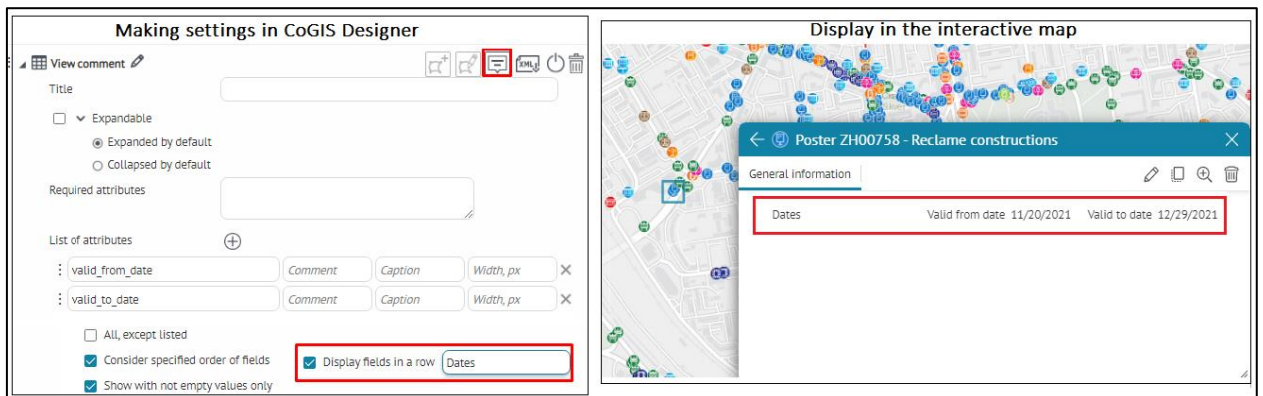 Making settings in CoGIS Designer
View comment
XML
Title
Expandable
Expanded by default
Collapsed by default
Required attributes
List of attributes
valid_from_date Comment Caption Width, px
valid_to_date Comment Caption Width, px
All, except listed
Consider specified order of fields
Display fields in a row Dates
Show with not empty values only
Display in the interactive map
Poster ZH00758 - Reclame constructions
General information
Dates Valid from date 11/20/2021 Valid to date 12/29/2021